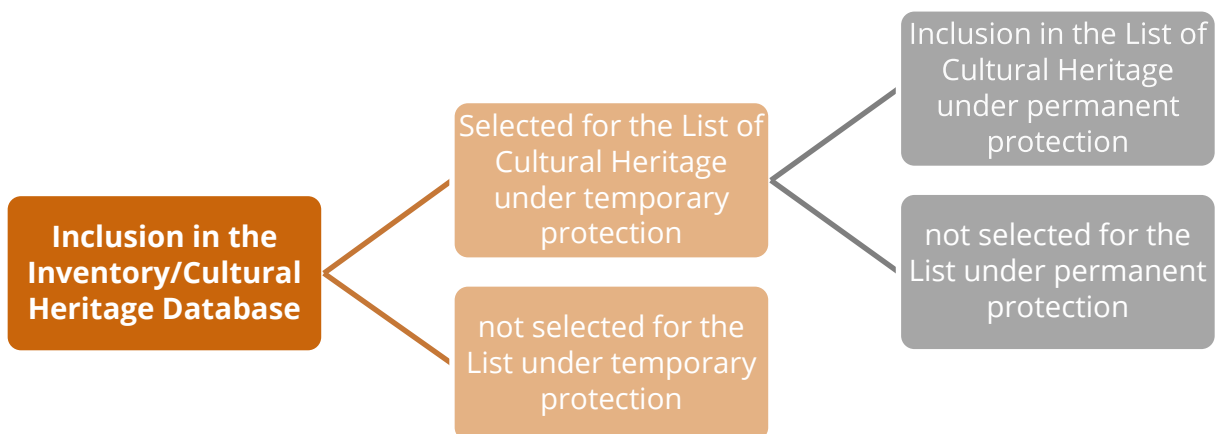 Inclusion in the
Inventory/Cultural
Heritage Database
Selected for the List of
Cultural Heritage
under temporary
protection
not selected for the
List under temporary
protection
Inclusion in the List of
Cultural Heritage
under permanent
protection
not selected for the
List under permanent
protection